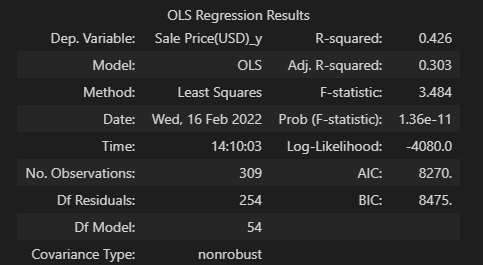 OLS Regression Results
Dep. Variable: Sale Price(USD)_y R-squared: 0.426
Model: OLS Adj. R-squared: 0.303
Method: Least Squares F-statistic: 3.484
Date: Wed, 16 Feb 2022 Prob (F-statistic): 1.36e-11
Time: 14:10:03 Log-Likelihood: -4080.0
No. Observations: 309 AIC: 8270.
Df Residuals: 254 BIC: 8475.
Df Model: 54
Covariance Type: nonrobust